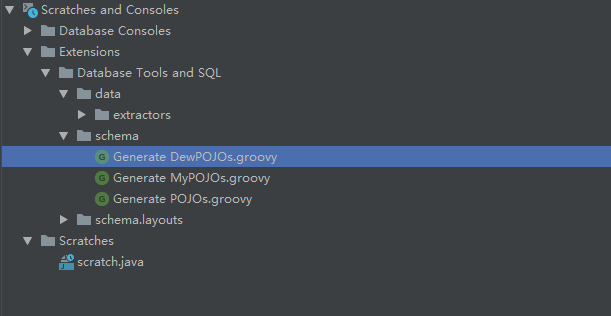 Scratches and Consoles
Database Consoles
Extensions
Database Tools and SQL
data
extractors
schema
Generate DewPOJOs.groovy
Generate MyPOJOs.groovy
Generate POJOs.groovy
schema.layouts
Scratches
scratch.java